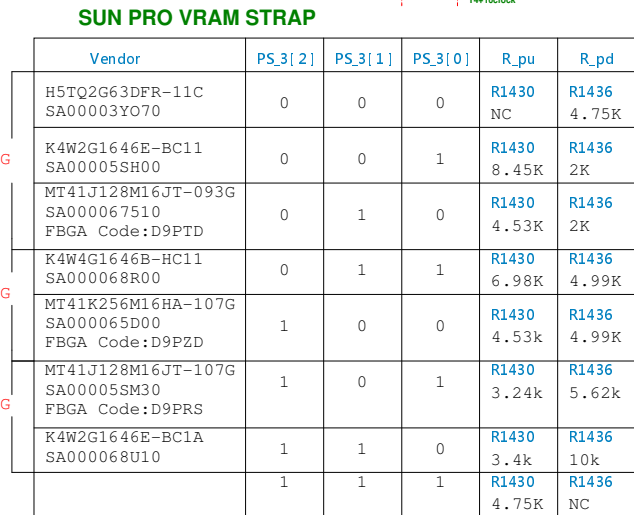 SUN PRO VRAM STRAP
Vendor PS_3[2] PS_3[1] PS_3[0] R_pu R_pd
H5TQ2G63DFR-11C
SA00003YO70
0 0 0
R1430 R1436
NC 4.75K
G
K4W2G1646E-BC11
SA00005SH00
0 0 1
R1430 R1436
8.45K 2K
MT41J128M16JT-093G
SA000067510
FBGA Code:D9PTD
0 1 0
R1430 R1436
4.53K 2K
K4W4G1646B-HC11
SA000068R00
0 1 1
R1430 R1436
6.98K 4.99K
G
MT41K256M16HA-107G
SA000065D00
FBGA Code:D9PZD
1 0 0
R1430 R1436
4.53k 4.99K
MT41J128M16JT-107G
SA00005SM30
FBGA Code:D9PRS
1 0 1
R1430 R1436
3.24k 5.62k
G
K4W2G1646E-BC1A
SA000068U10
1 1 0
R1430 R1436
3.4k 10k
1 1 1
R1430 R1436
4.75K NC